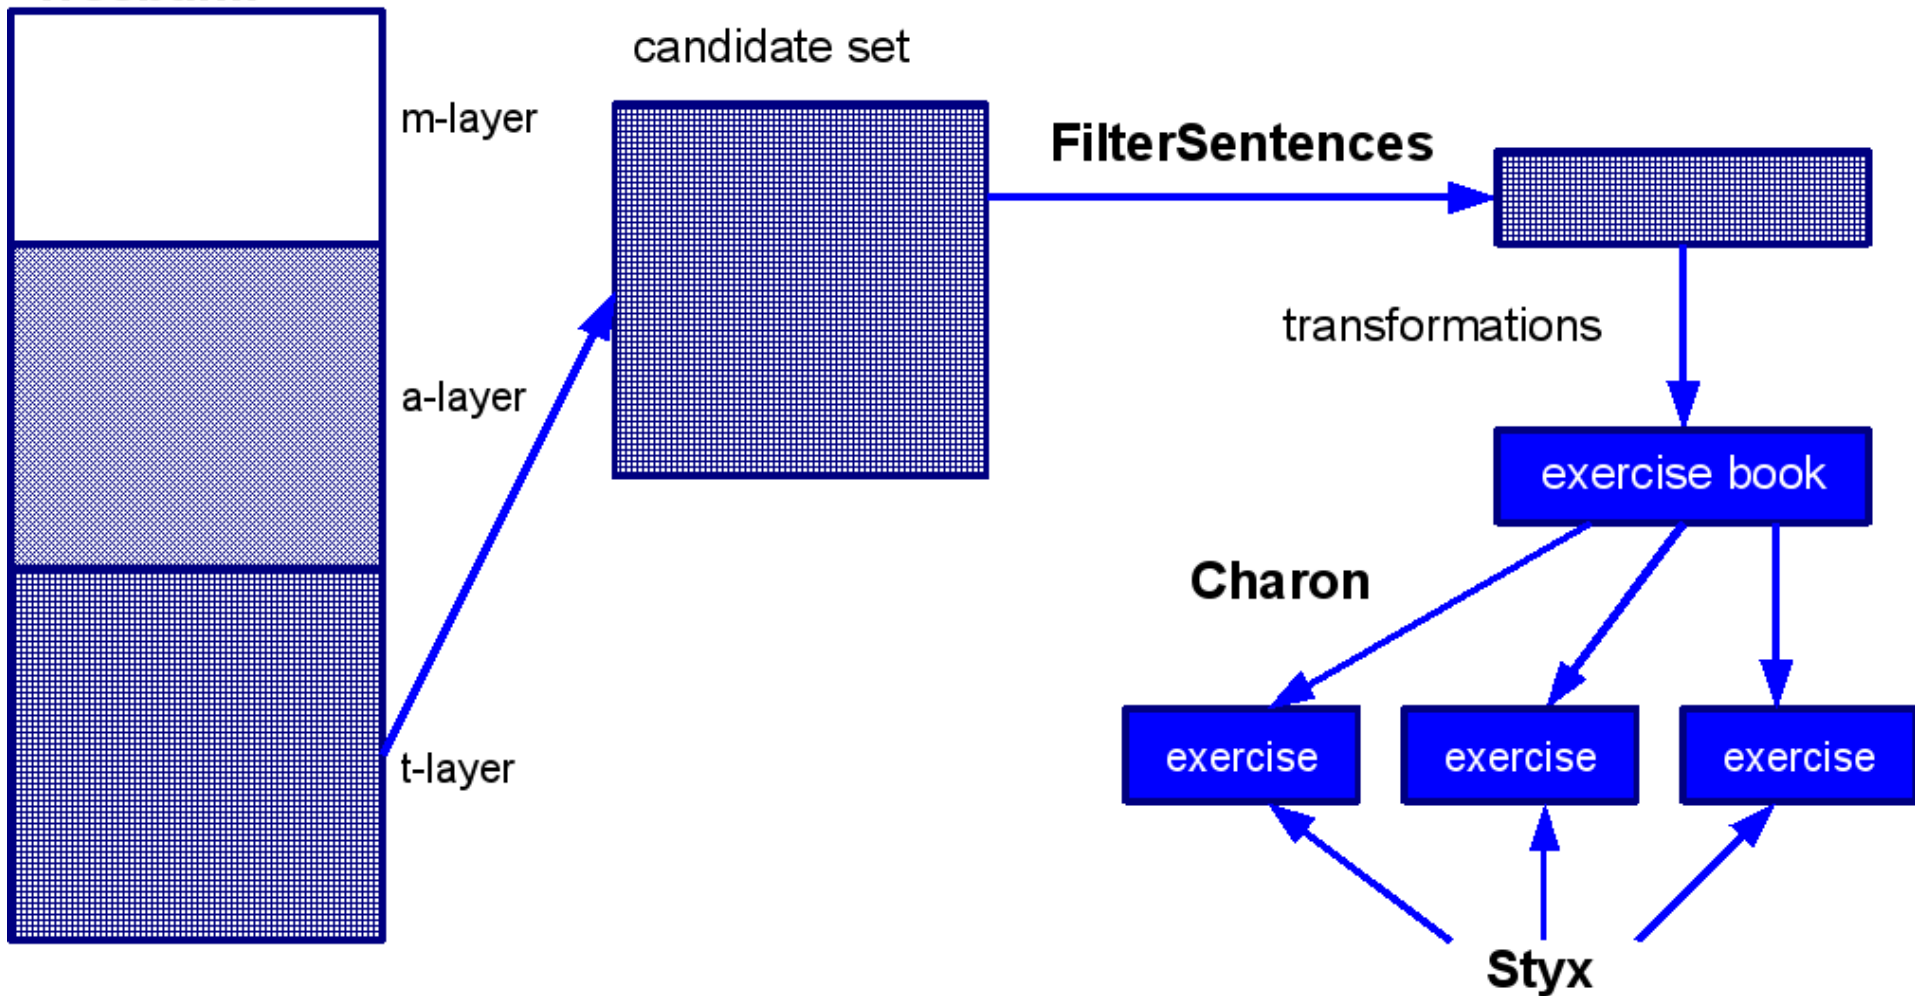 candidate set
m-layer
FilterSentences
transformations
a-layer
exercise book
Charon
t-layer
exercise
exercise
exercise
Styx